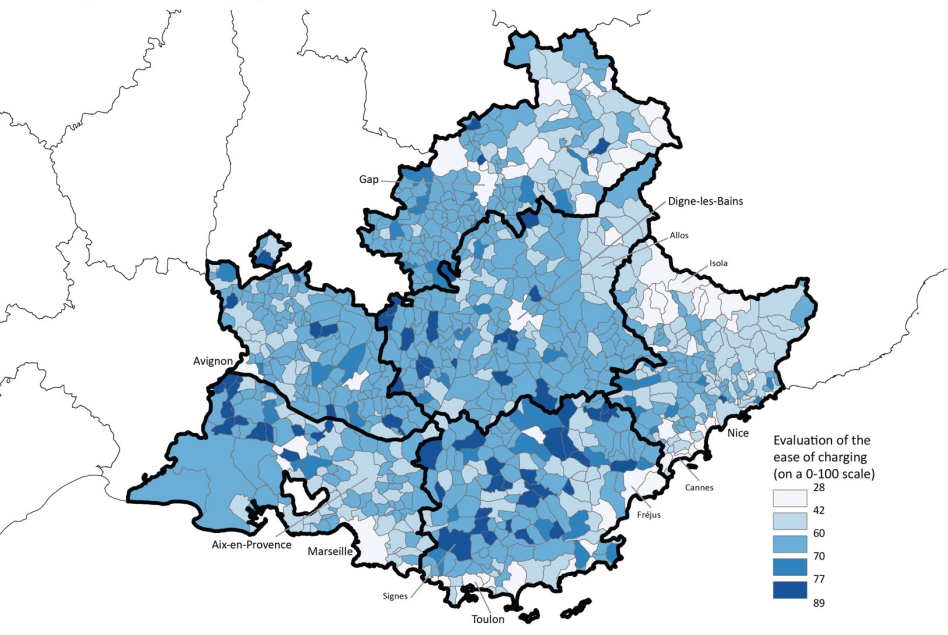 Gap
Digne-les-Bains
Allos
Isola
Avignon
Nice
Evaluation of the
ease of charging
(on a 0-100 scale)
28
42
60
70
77
89
Cannes
Fréjus
Aix-en-Provence
Marseille
Signes
Toulon